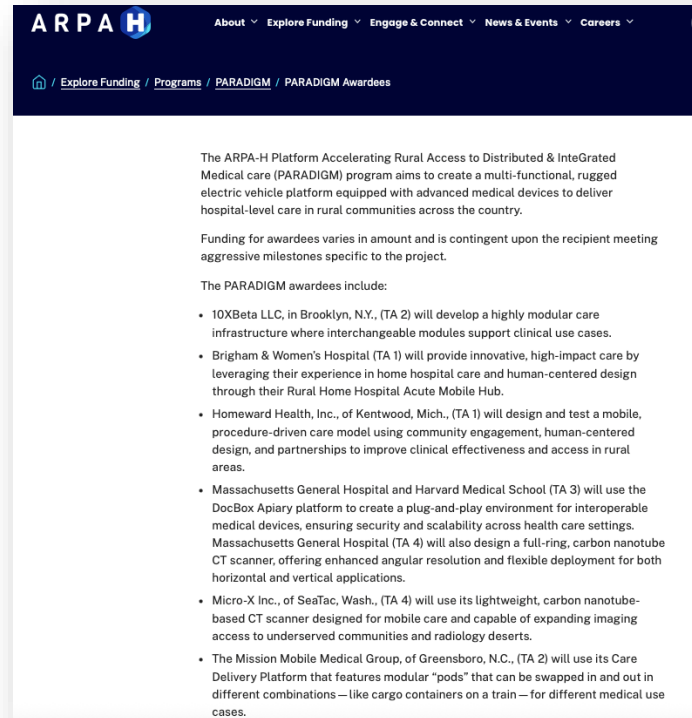 ARPA H
About Explore Funding Engage & Connect News & Events Careers
/ Explore Funding / Programs / PARADIGM / PARADIGM Awardees
The ARPA-H Platform Accelerating Rural Access to Distributed & InteGrated
Medical care (PARADIGM) program aims to create a multi-functional, rugged
electric vehicle platform equipped with advanced medical devices to deliver
hospital-level care in rural communities across the country.
Funding for awardees varies in amount and is contingent upon the recipient meeting
aggressive milestones specific to the project.
The PARADIGM awardees include:
• 10XBeta LLC, in Brooklyn, N.Y., (TA 2) will develop a highly modular care
infrastructure where interchangeable modules support clinical use cases.
• Brigham & Women's Hospital (TA 1) will provide innovative, high-impact care by
leveraging their experience in home hospital care and human-centered design
through their Rural Home Hospital Acute Mobile Hub.
• Homeward Health, Inc., of Kentwood, Mich., (TA 1) will design and test a mobile,
procedure-driven care model using community engagement, human-centered
design, and partnerships to improve clinical effectiveness and access in rural
areas.
• Massachusetts General Hospital and Harvard Medical School (TA 3) will use the
DocBox Apiary platform to create a plug-and-play environment for interoperable
medical devices, ensuring security and scalability across health care settings.
Massachusetts General Hospital (TA 4) will also design a full-ring, carbon nanotube
CT scanner, offering enhanced angular resolution and flexible deployment for both
horizontal and vertical applications.
• Micro-X Inc., of SeaTac, Wash., (TA 4) will use its lightweight, carbon nanotube-
based CT scanner designed for mobile care and capable of expanding imaging
access to underserved communities and radiology deserts.
• The Mission Mobile Medical Group, of Greensboro, N.C., (TA 2) will use its Care
Delivery Platform that features modular "pods" that can be swapped in and out in
different combinations—like cargo containers on a train—for different medical use
cases.